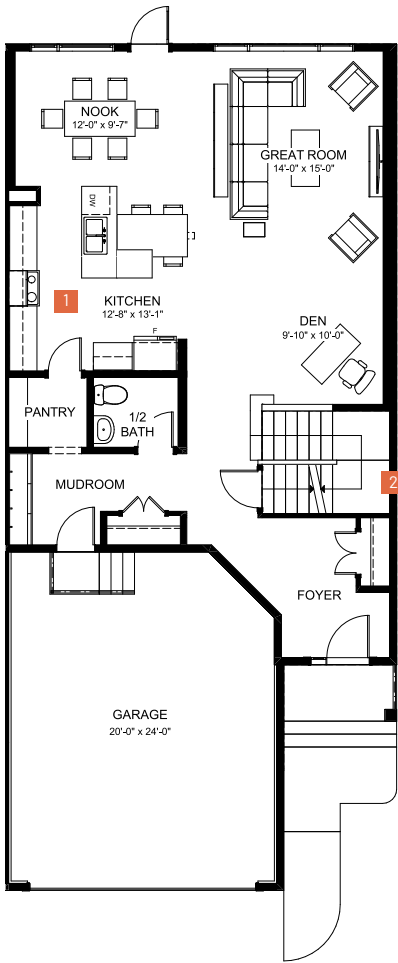 NOOK
12'-0" x 9'-7"
GREAT ROOM
14'-0" x 15'-0"
DW
1
KITCHEN
12'-8" x 13'-1"
F
DEN
9'-10" x 10'-0"
PANTRY
1/2
BATH
MUDROOM
2
FOYER
GARAGE
20'-0" x 24'-0"